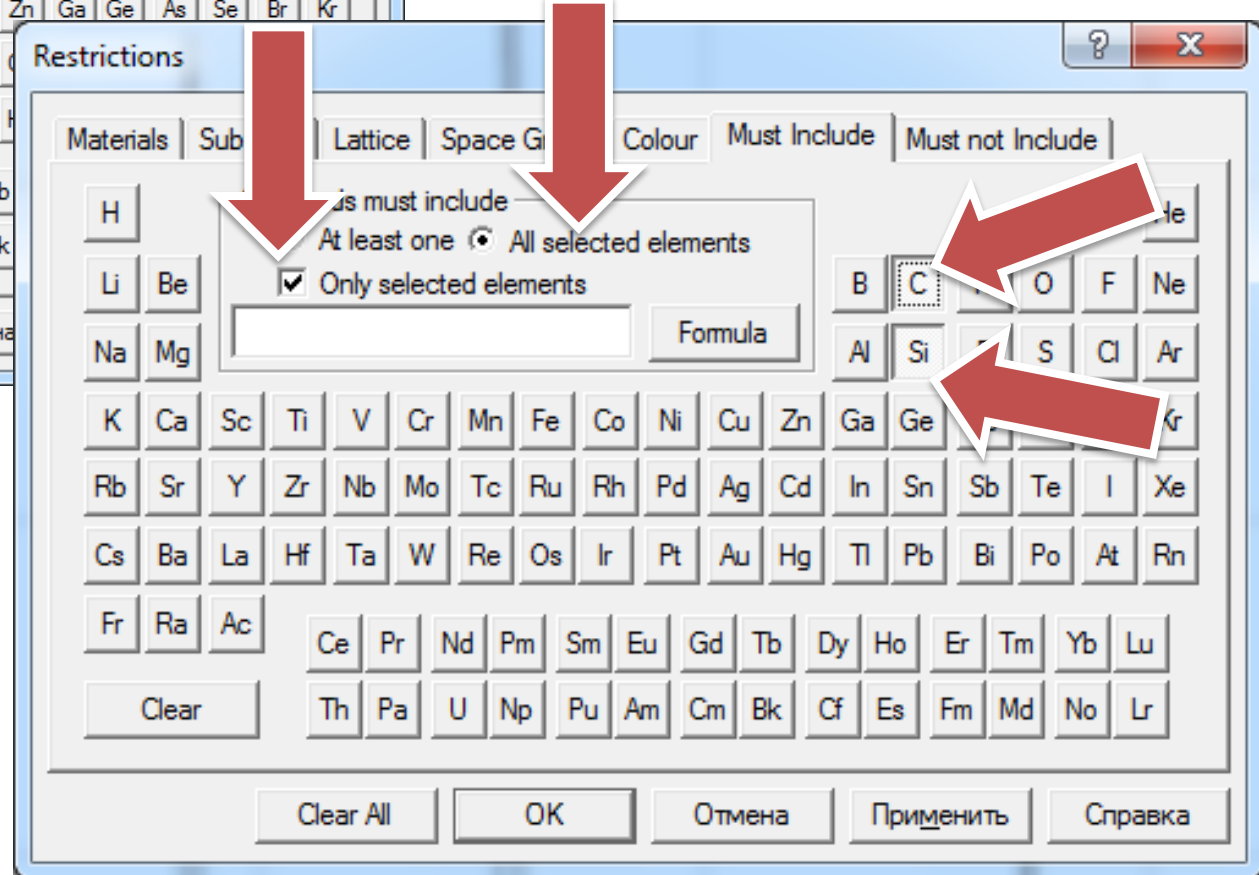 Zn Ga Ge As Se Br Kr
Restrictions
Materials Lattice Space Colour Must Include Must not Include
must include
At least one All selected elements
Only selected elements
Formula
H
Li Be B C O F Ne
Na Mg Al Si S Cl Ar
K Ca Sc Ti V Cr Mn Fe Co Ni Cu Zn Ga Ge Kr
Rb Sr Y Zr Nb Mo Tc Ru Rh Pd Ag Cd In Sn Sb Te I Xe
Cs Ba La Hf Ta W Re Os Ir Pt Au Hg Tl Pb Bi Po At Rn
Fr Ra Ac
Ce Pr Nd Pm Sm Eu Gd Tb Dy Ho Er Tm Yb Lu
Clear Th Pa U Np Pu Am Cm Bk Cf Es Fm Md No Lr
Clear All OK Отмена Применить Справка